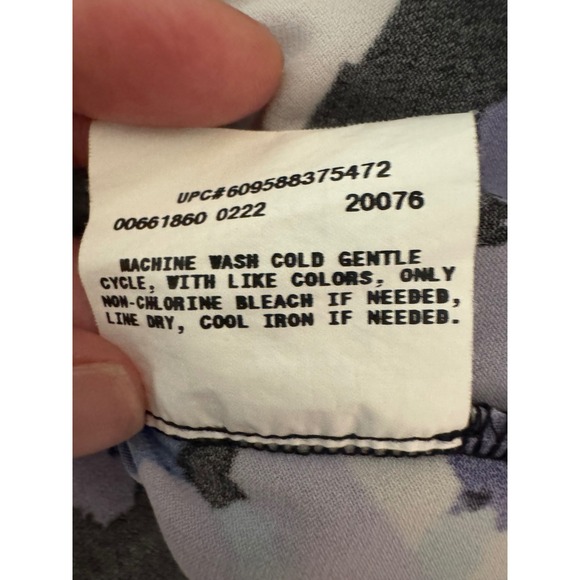 UPC#609588375472
00661860 0222 20076
MACHINE WASH COLD GENTLE
CYCLE, WITH LIKE COLORS, ONLY
NON-CHLORINE BLEACH IF NEEDED,
LINE DRY, COOL IRON IF NEEDED.